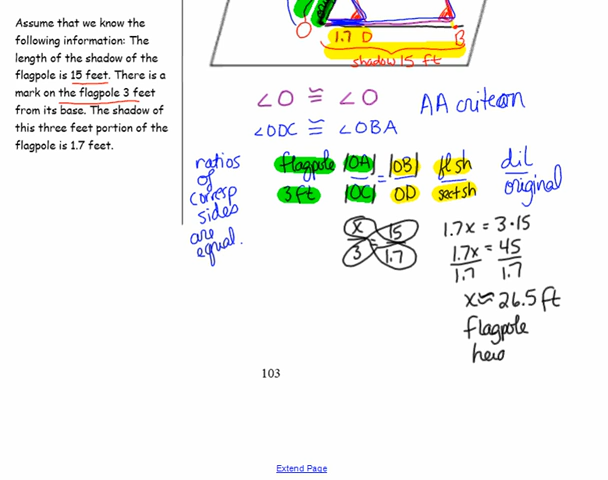 Assume that we know the
following information: The
length of the shadow of the
flagpole is 15 feet. There is a
mark on the flagpole 3 feet
from its base. The shadow of
this three feet portion of the
flagpole is 1.7 feet.
O 1.7 D B
shadow 15 ft
∠O ≅ ∠O
∠ODC ≅ ∠OBA
AA criterion
ratios
of
corresp
sides
are
equal.
flagpole |OA| = |OB| fl sh
3 ft |OC| OD sect sh
dil
original
x/3 = 15/1.7
1.7x = 3·15
1.7x/1.7 = 45/1.7
x ≈ 26.5 ft
flagpole
heio
103
Extend Page